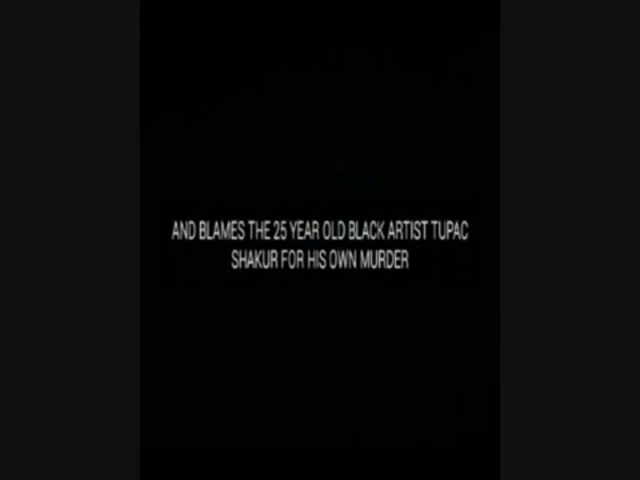 AND BLAMES THE 25 YEAR OLD BLACK ARTIST TUPAC
SHAKUR FOR HIS OWN MURDER